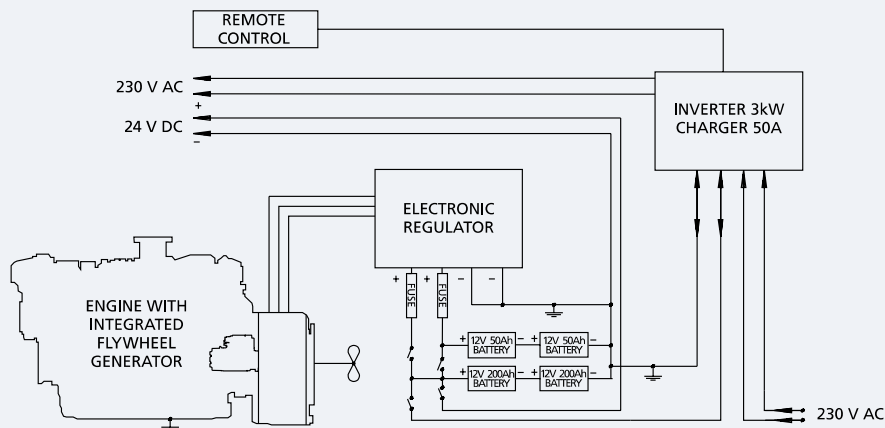 REMOTE
CONTROL
230 V AC
+
24 V DC
–
INVERTER 3kW
CHARGER 50A
ELECTRONIC
REGULATOR
+ + – –
FUSE
FUSE
ENGINE WITH
INTEGRATED
FLYWHEEL
GENERATOR
+ 12V 50Ah BATTERY – + 12V 50Ah BATTERY –
+ 12V 200Ah BATTERY – + 12V 200Ah BATTERY –
230 V AC